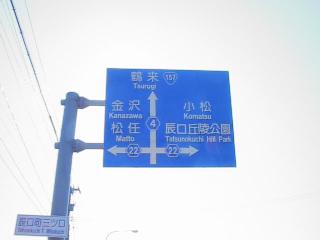 鶴来 157
Tsurugi
金沢
Kanazawa
小松
Komatsu
松任
Matto
4
辰口丘陵公園
Tatsunokuchi Hill Park
22
22
辰口町三ツ口